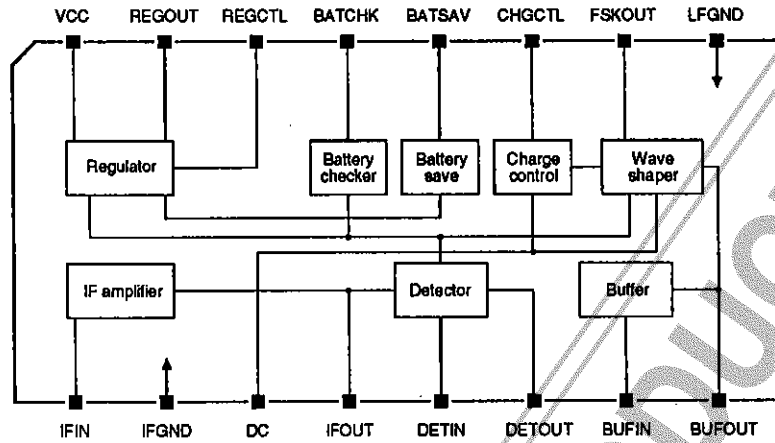 VCC REGOUT REGCTL BATCHK BATSAV CHGCTL FSKOUT LFGND
Regulator
Battery
checker
Battery
save
Charge
control
Wave
shaper
IF amplifier
Detector
Buffer
IFIN IFGND DC IFOUT DETIN DETOUT BUFIN BUFOUT